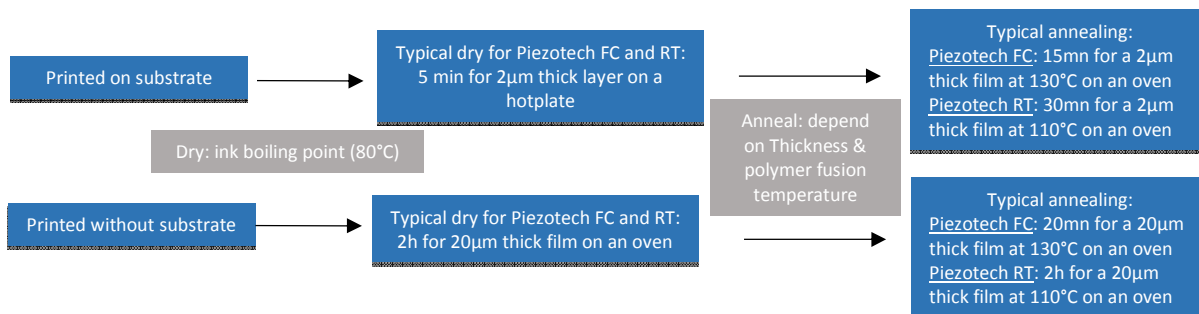 Printed on substrate
Typical dry for Piezotech FC and RT:
5 min for 2µm thick layer on a
hotplate
Typical annealing:
Piezotech FC: 15mn for a 2µm
thick film at 130°C on an oven
Piezotech RT: 30mn for a 2µm
thick film at 110°C on an oven
Dry: ink boiling point (80°C)
Anneal: depend
on Thickness &
polymer fusion
temperature
Printed without substrate
Typical dry for Piezotech FC and RT:
2h for 20µm thick film on an oven
Typical annealing:
Piezotech FC: 20mn for a 20µm
thick film at 130°C on an oven
Piezotech RT: 2h for a 20µm
thick film at 110°C on an oven